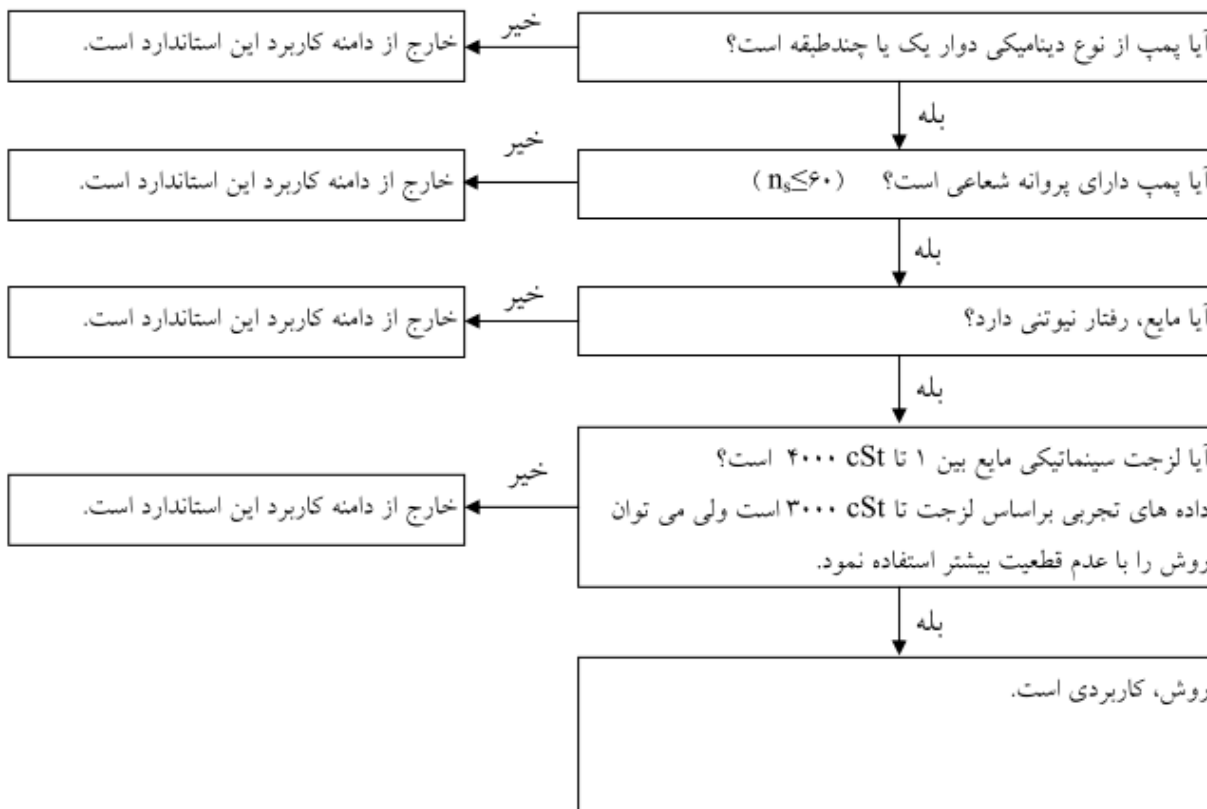 آیا پمپ از نوع دینامیکی دوار یک یا چندطبقه است؟
خیر
خارج از دامنه کاربرد این استاندارد است.
بله
آیا پمپ دارای پروانه شعاعی است؟ (nₛ≤۶۰)
خیر
خارج از دامنه کاربرد این استاندارد است.
بله
آیا مایع، رفتار نیوتنی دارد؟
خیر
خارج از دامنه کاربرد این استاندارد است.
بله
آیا لزجت سینماتیکی مایع بین ۱ تا ۴۰۰۰ cSt است؟
داده های تجربی براساس لزجت تا ۳۰۰۰ cSt است ولی می توان
روش را با عدم قطعیت بیشتر استفاده نمود.
خیر
خارج از دامنه کاربرد این استاندارد است.
بله
روش، کاربردی است.